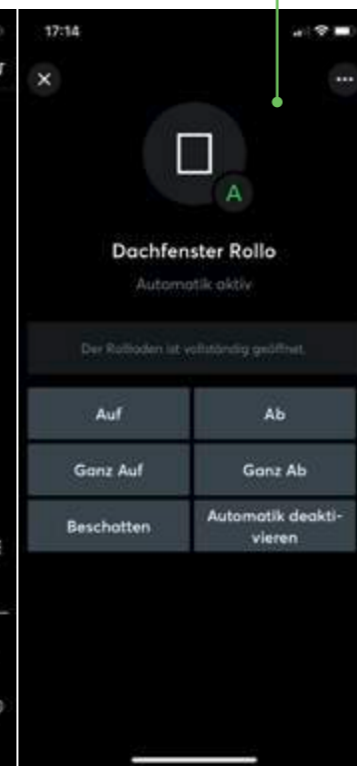 17:14
A
Dachfenster Rollo
Automatik aktiv
Der Rollladen ist vollständig geöffnet.
Auf
Ab
Ganz Auf
Ganz Ab
Beschatten
Automatik deakti-
vieren